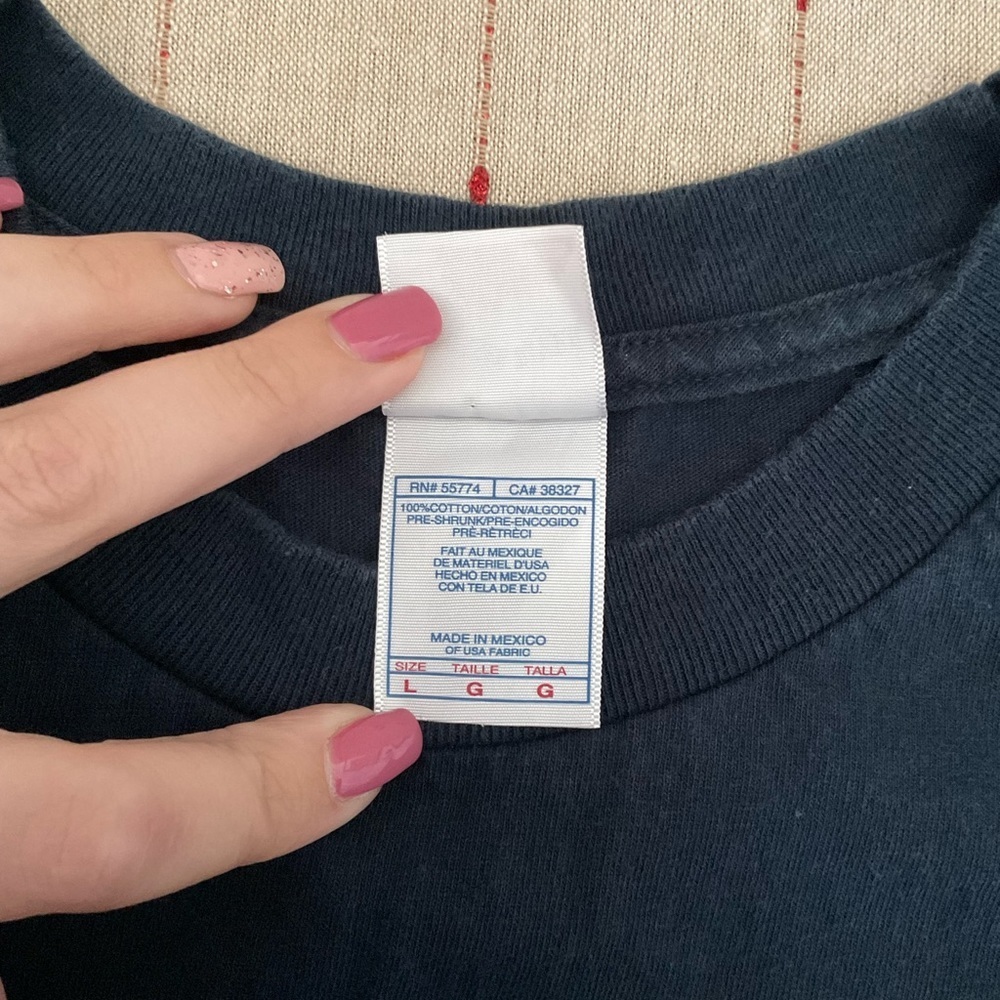 RN# 55774 CA# 38327
100%COTTON/COTON/ALGODON
PRE-SHRUNK/PRE-ENCOGIDO
PRÉ-RÊTRÈCI
FAIT AU MEXIQUE
DE MATERIEL D'USA
HECHO EN MEXICO
CON TELA DE E.U.
MADE IN MEXICO
OF USA FABRIC
SIZE TAILLE TALLA
L G G